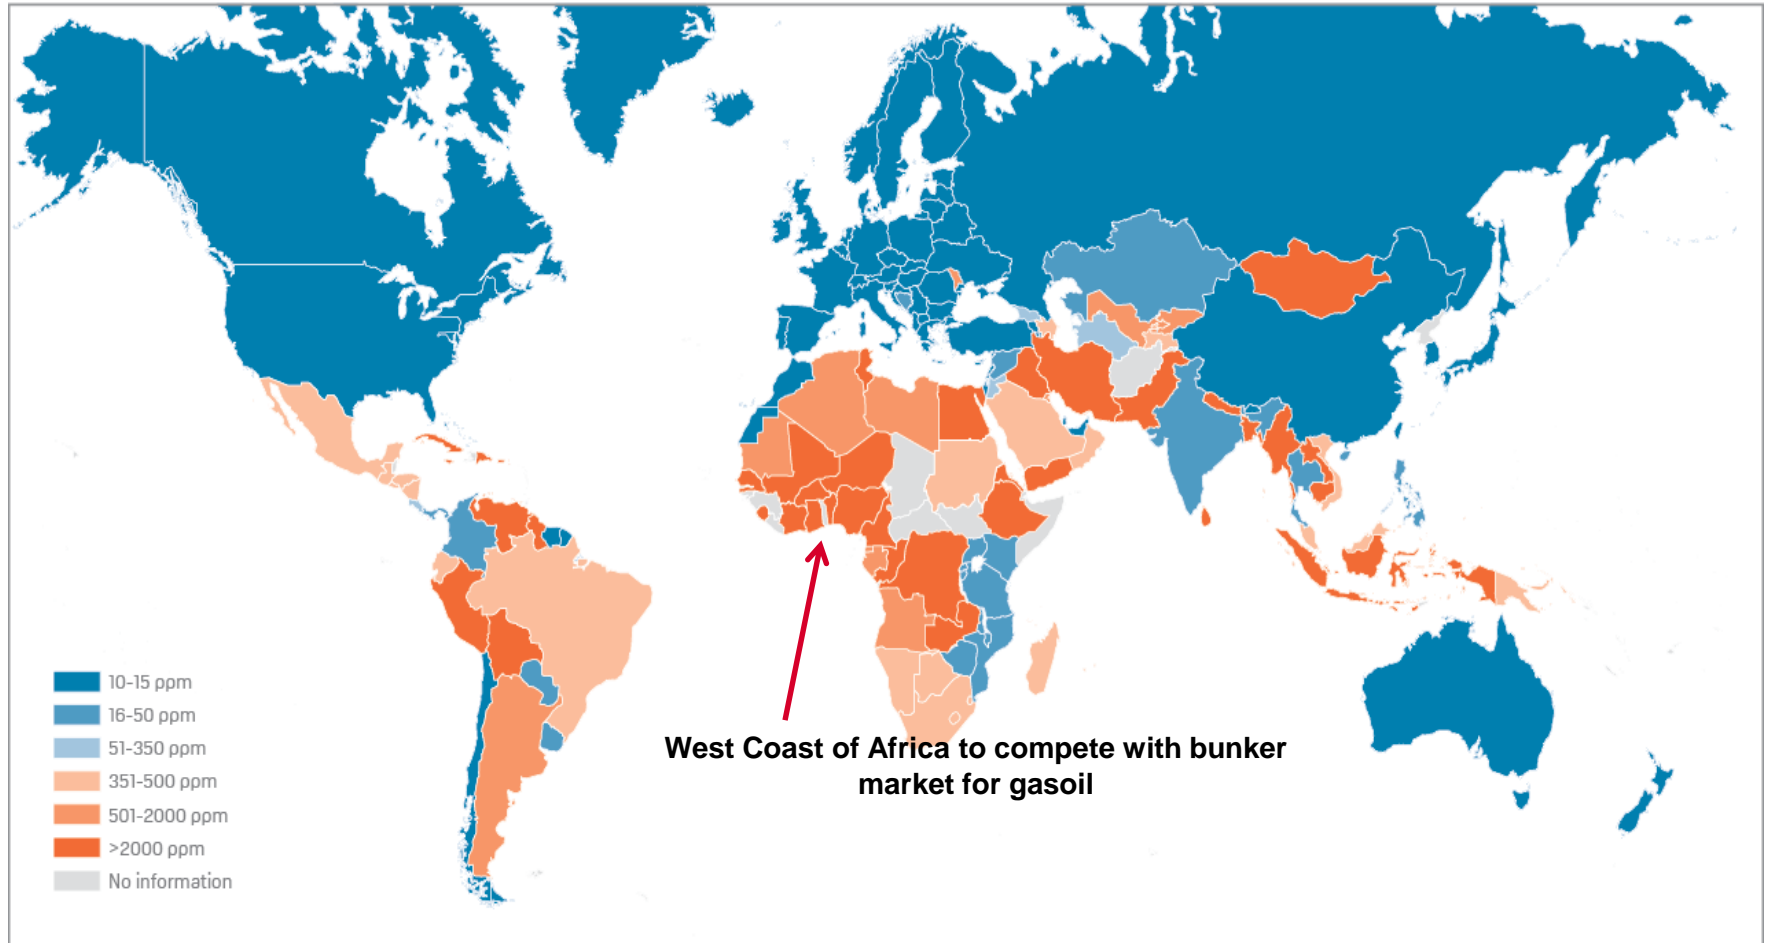 10-15 ppm
16-50 ppm
51-350 ppm
351-500 ppm
501-2000 ppm
>2000 ppm
No information
West Coast of Africa to compete with bunker
market for gasoil